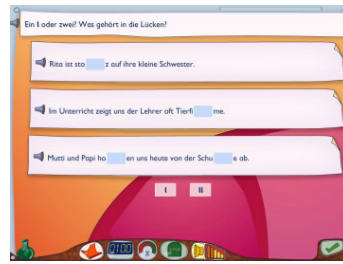 Ein l oder zwei? Was gehört in die Lücken?
Rita ist sto z auf ihre kleine Schwester.
Im Unterricht zeigt uns der Lehrer oft Tierfi me.
Mutti und Papi ho en uns heute von der Schu e ab.
l ll
0100